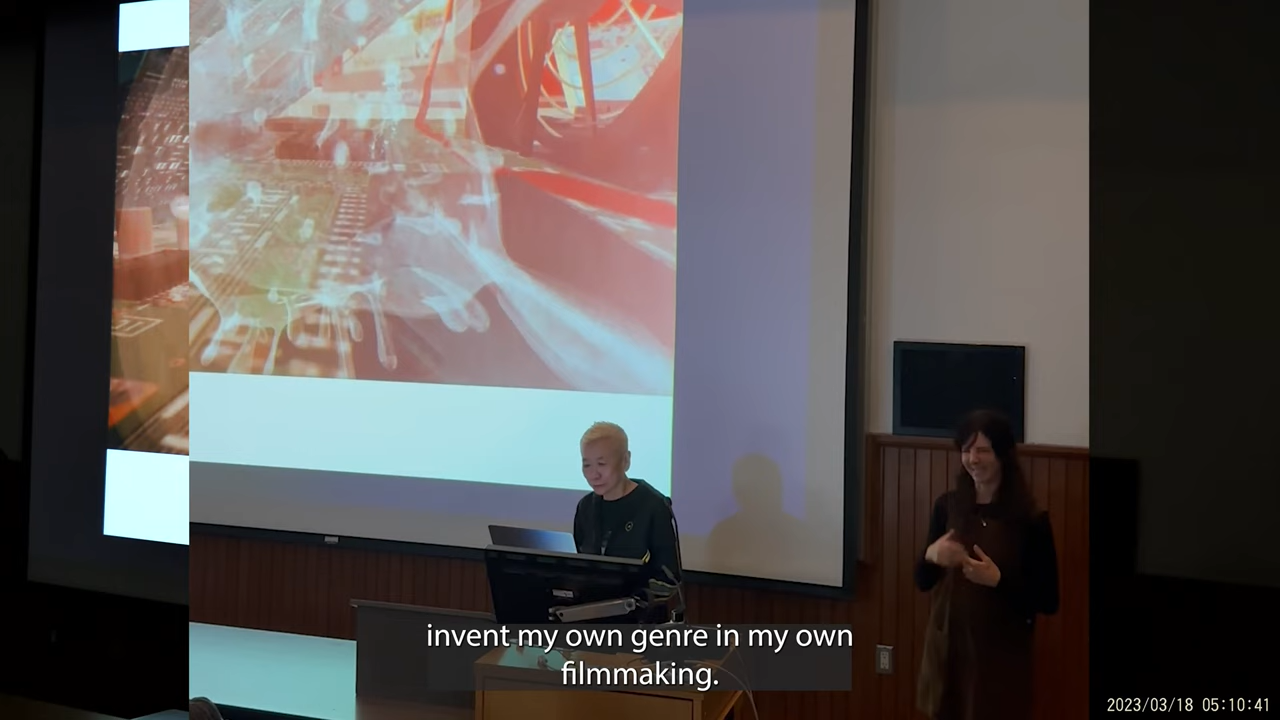 invent my own genre in my own
filmmaking.
2023/03/18 05:10:41